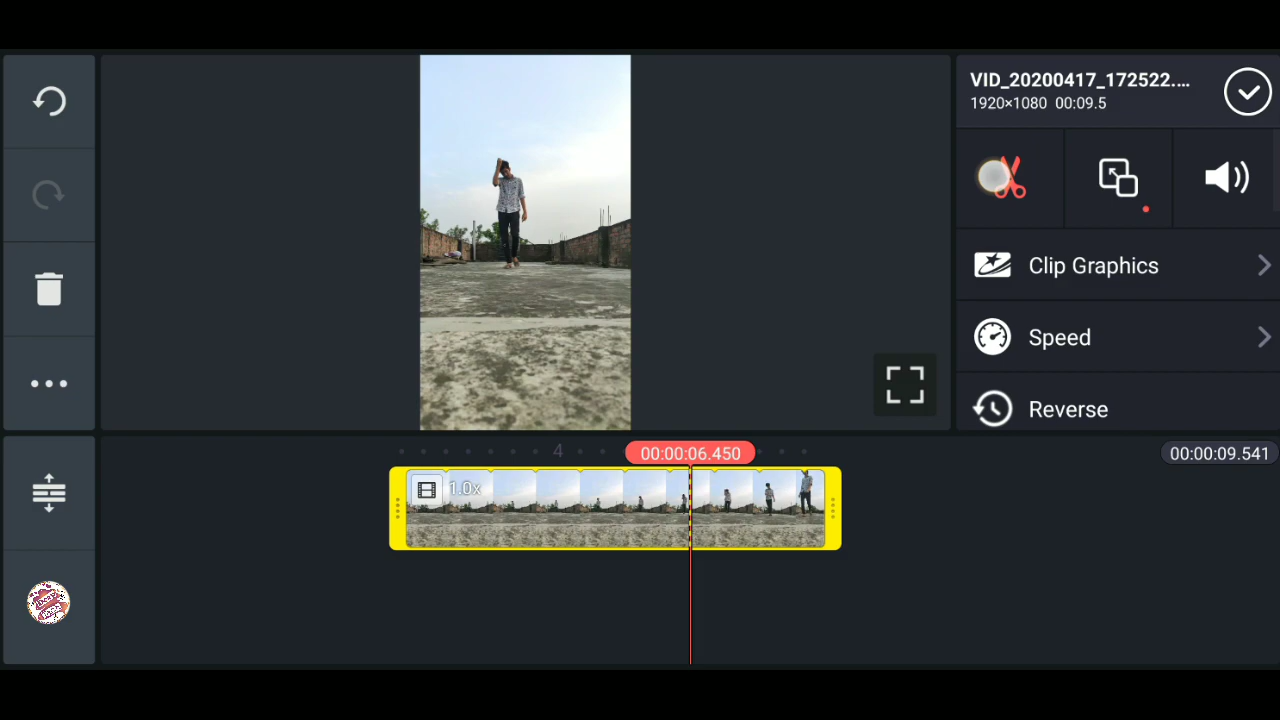 VID_20200417_172522....
1920×1080 00:09.5
Clip Graphics
Speed
Reverse
4
00:00:06.450
00:00:09.541
1.0x